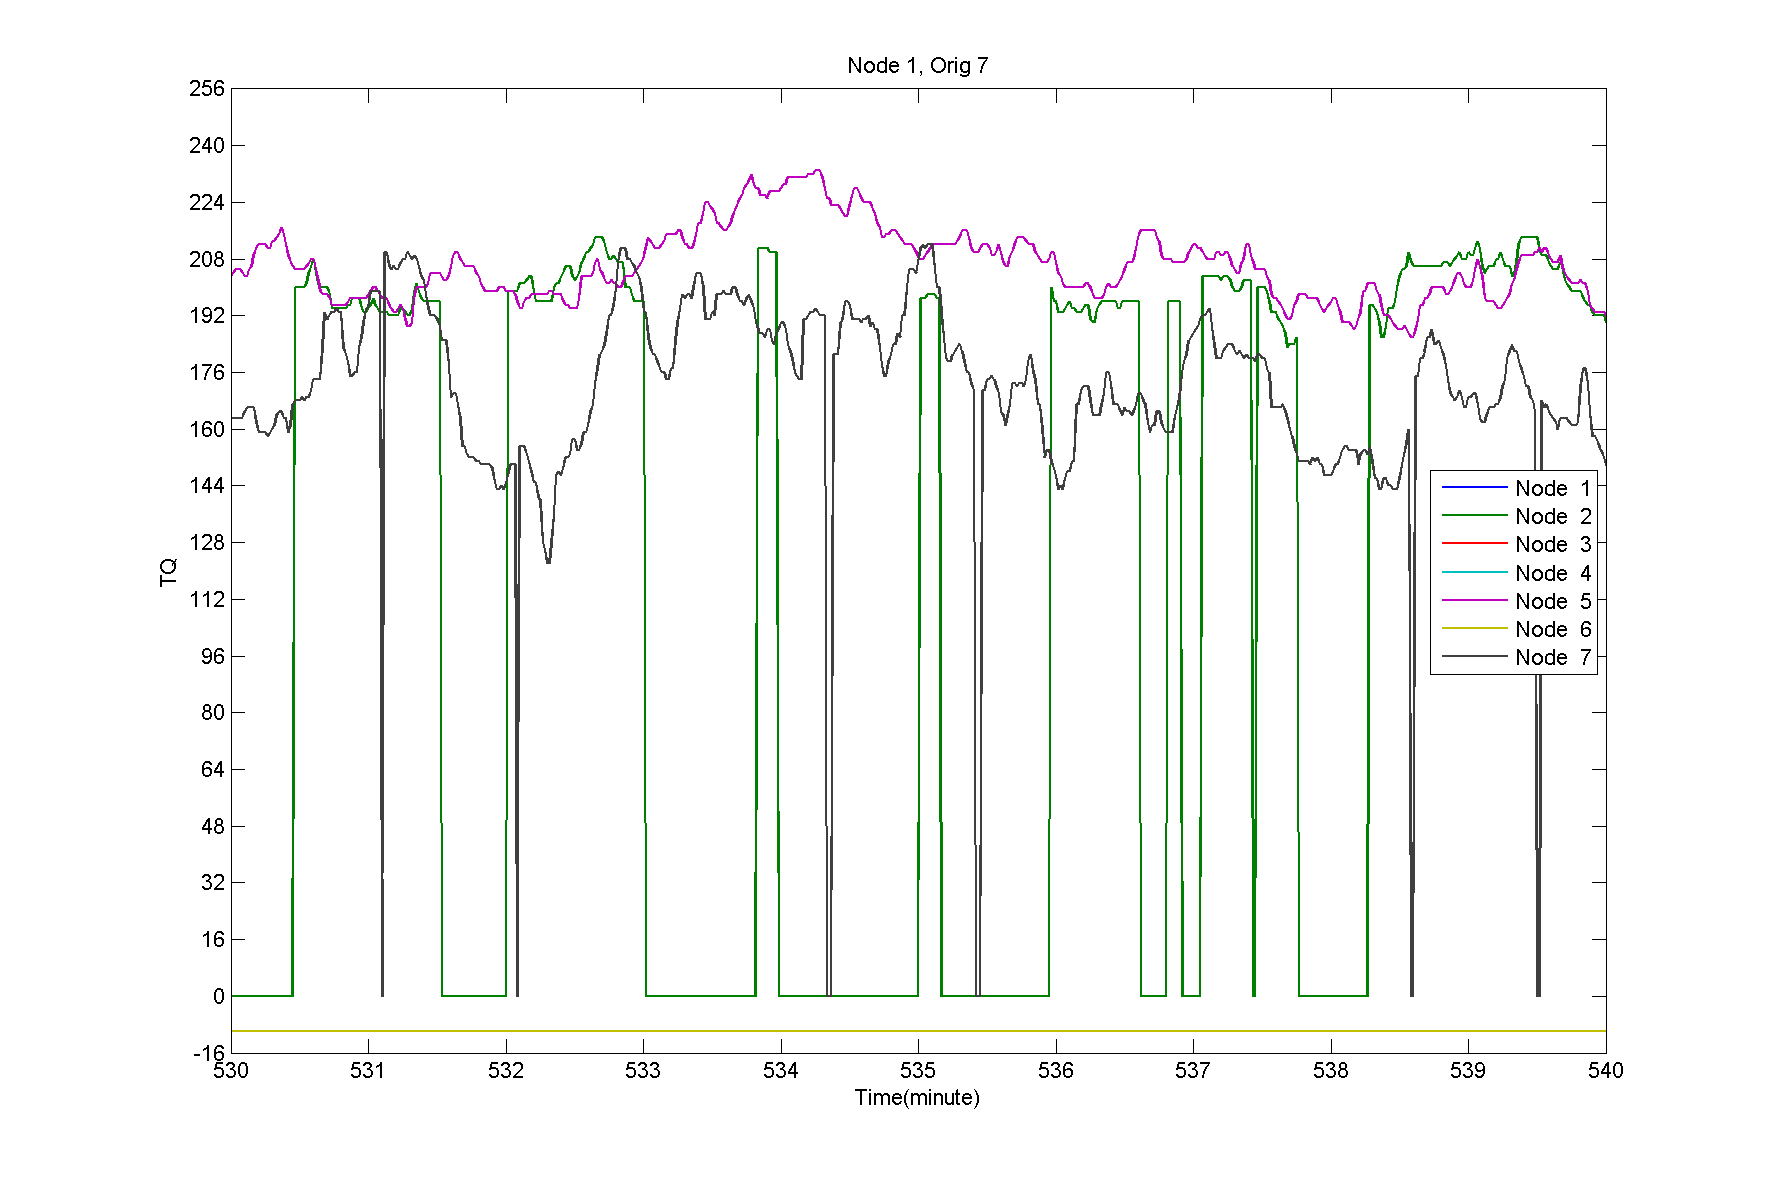 Node 1, Orig 7
256
240
224
208
192
176
160
144
128
112
96
80
64
48
32
16
0
-16
TQ
Node 1
Node 2
Node 3
Node 4
Node 5
Node 6
Node 7
530 531 532 533 534 535 536 537 538 539 540
Time(minute)